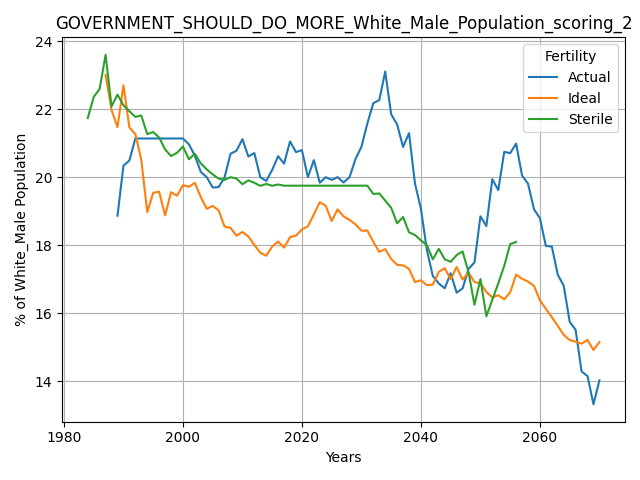 GOVERNMENT_SHOULD_DO_MORE_White_Male_Population_scoring_2
24
22
20
18
16
14
% of White_Male Population
Fertility
Actual
Ideal
Sterile
1980
2000
2020
2040
2060
Years